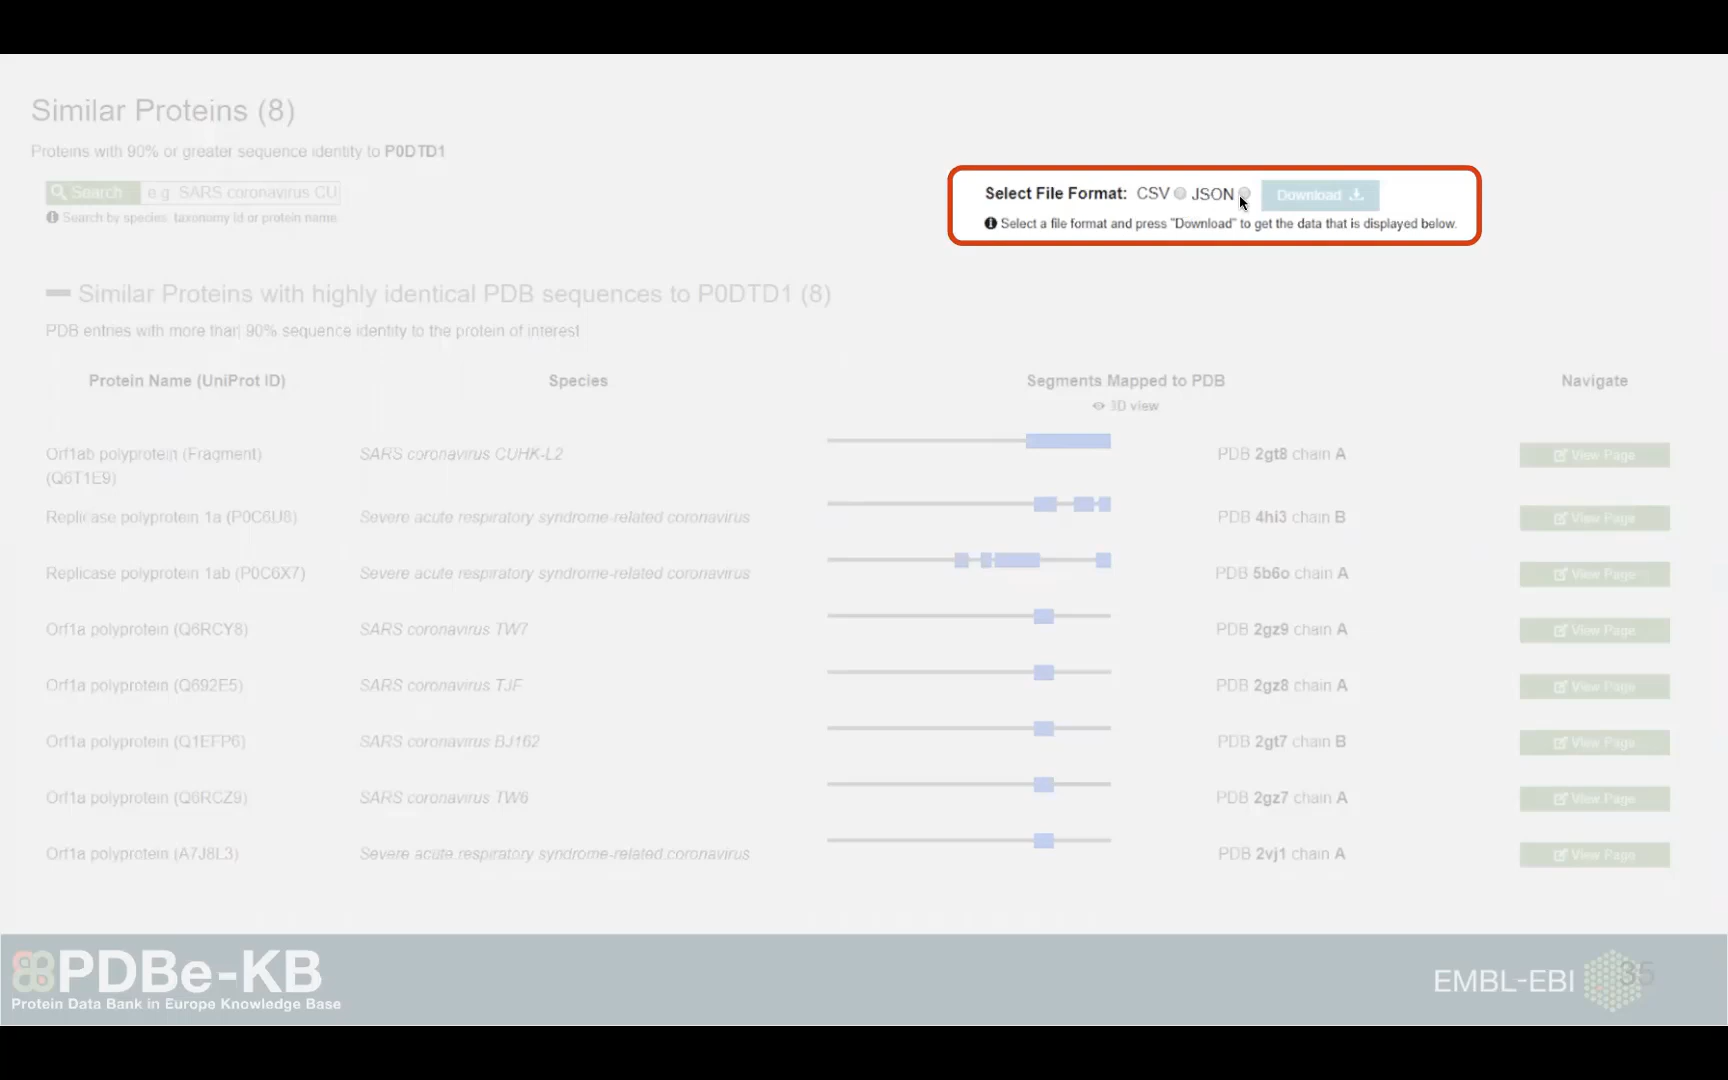 Similar Proteins (8)
Proteins with 90% or greater sequence identity to P0DTD1
Search e.g. SARS coronavirus CU
Search by species, taxonomy id or protein name
Select File Format: CSV JSON Download
Select a file format and press "Download" to get the data that is displayed below.
Similar Proteins with highly identical PDB sequences to P0DTD1 (8)
PDB entries with more than 90% sequence identity to the protein of interest
Protein Name (UniProt ID) Species Segments Mapped to PDB Navigate
3D view
Orf1ab polyprotein (Fragment) SARS coronavirus CUHK-L2 PDB 2gt8 chain A View Page
(Q6T1E9)
Replicase polyprotein 1a (P0C6U8) Severe acute respiratory syndrome-related coronavirus PDB 4hi3 chain B View Page
Replicase polyprotein 1ab (P0C6X7) Severe acute respiratory syndrome-related coronavirus PDB 5b6o chain A View Page
Orf1a polyprotein (Q6RCY8) SARS coronavirus TW7 PDB 2gz9 chain A View Page
Orf1a polyprotein (Q692E5) SARS coronavirus TJF PDB 2gz8 chain A View Page
Orf1a polyprotein (Q1EFP6) SARS coronavirus BJ162 PDB 2gt7 chain B View Page
Orf1a polyprotein (Q6RCZ9) SARS coronavirus TW6 PDB 2gz7 chain A View Page
Orf1a polyprotein (A7J8L3) Severe acute respiratory syndrome-related coronavirus PDB 2vj1 chain A View Page
PDBe-KB
Protein Data Bank in Europe Knowledge Base
EMBL-EBI 35